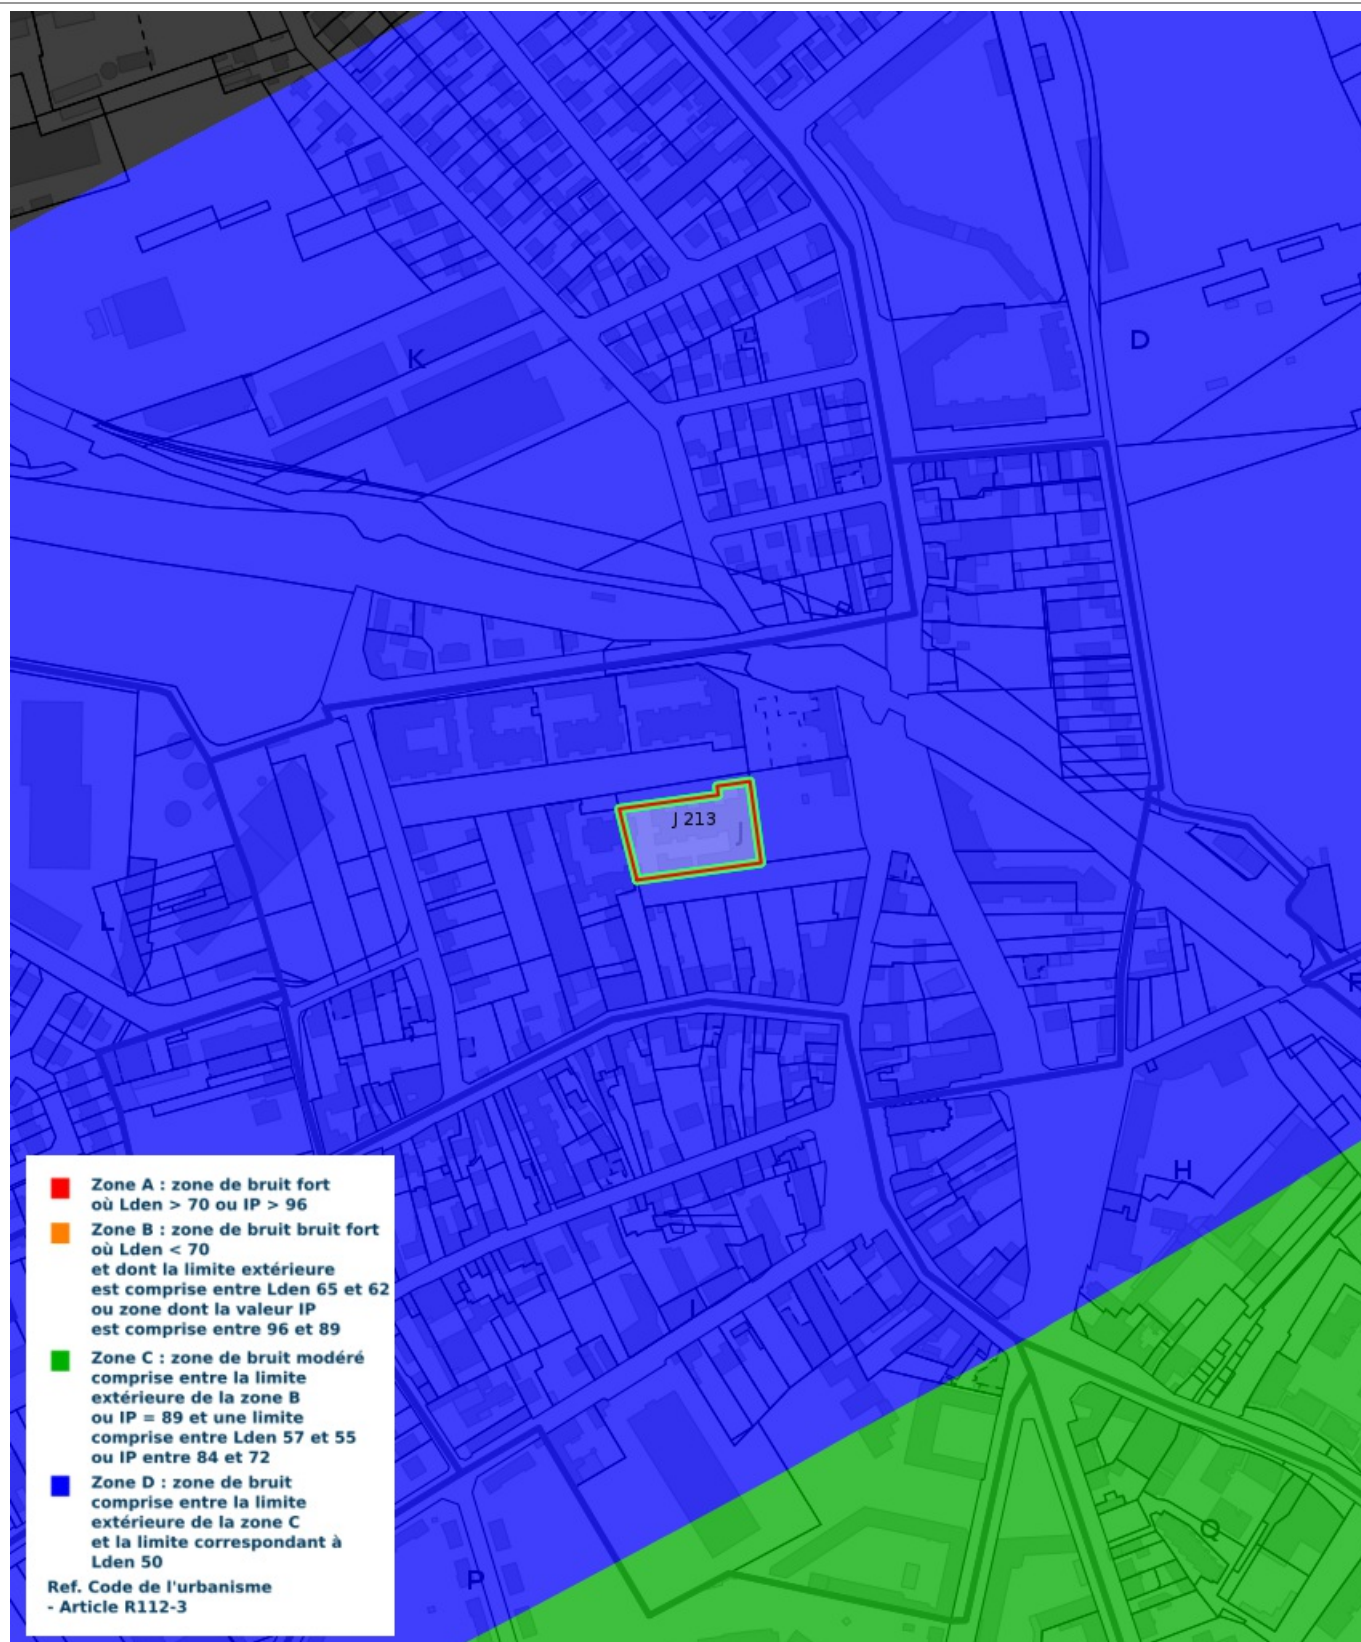 K
D
J 213
J
L
H
I
Q
P
Zone A : zone de bruit fort
où Lden > 70 ou IP > 96
Zone B : zone de bruit bruit fort
où Lden < 70
et dont la limite extérieure
est comprise entre Lden 65 et 62
ou zone dont la valeur IP
est comprise entre 96 et 89
Zone C : zone de bruit modéré
comprise entre la limite
extérieure de la zone B
ou IP = 89 et une limite
comprise entre Lden 57 et 55
ou IP entre 84 et 72
Zone D : zone de bruit
comprise entre la limite
extérieure de la zone C
et la limite correspondant à
Lden 50
Ref. Code de l'urbanisme
- Article R112-3